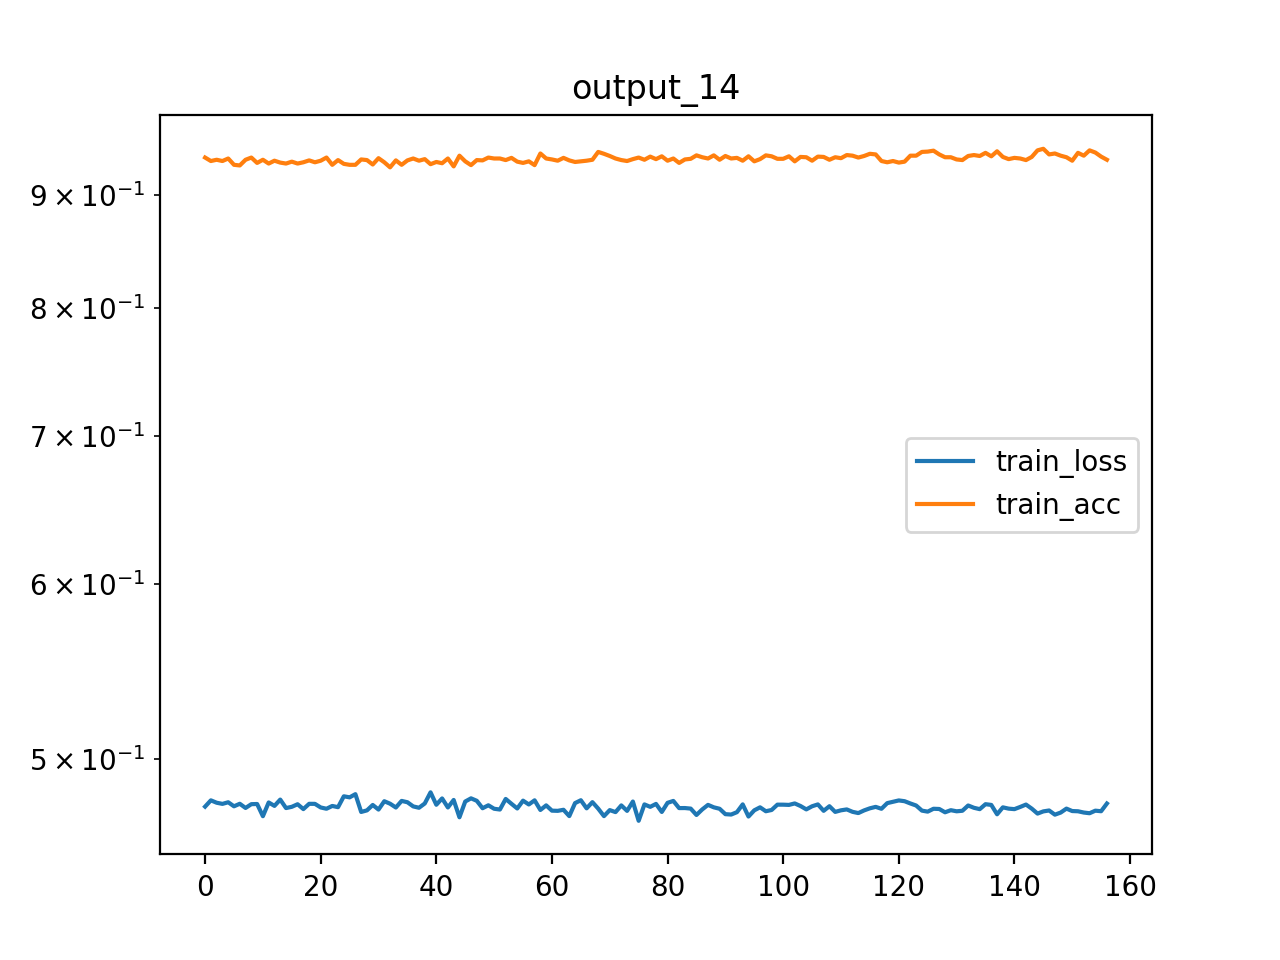 output_14
9 × 10⁻¹
8 × 10⁻¹
7 × 10⁻¹
6 × 10⁻¹
5 × 10⁻¹
train_loss
train_acc
0 20 40 60 80 100 120 140 160